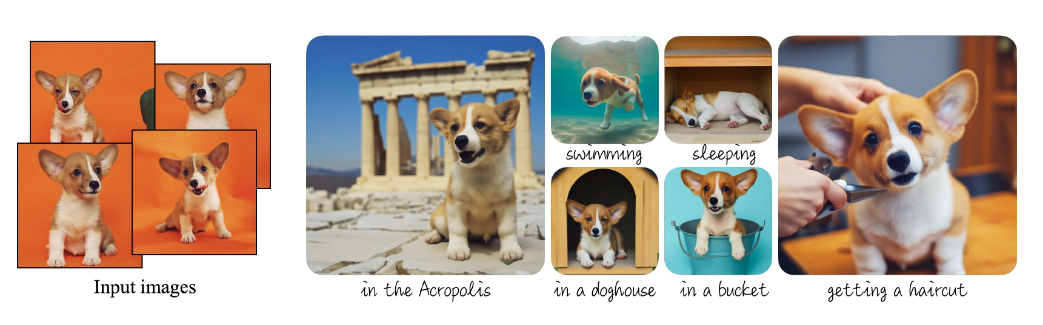 Input images
in the Acropolis
swimming
sleeping
in a doghouse
in a bucket
getting a haircut